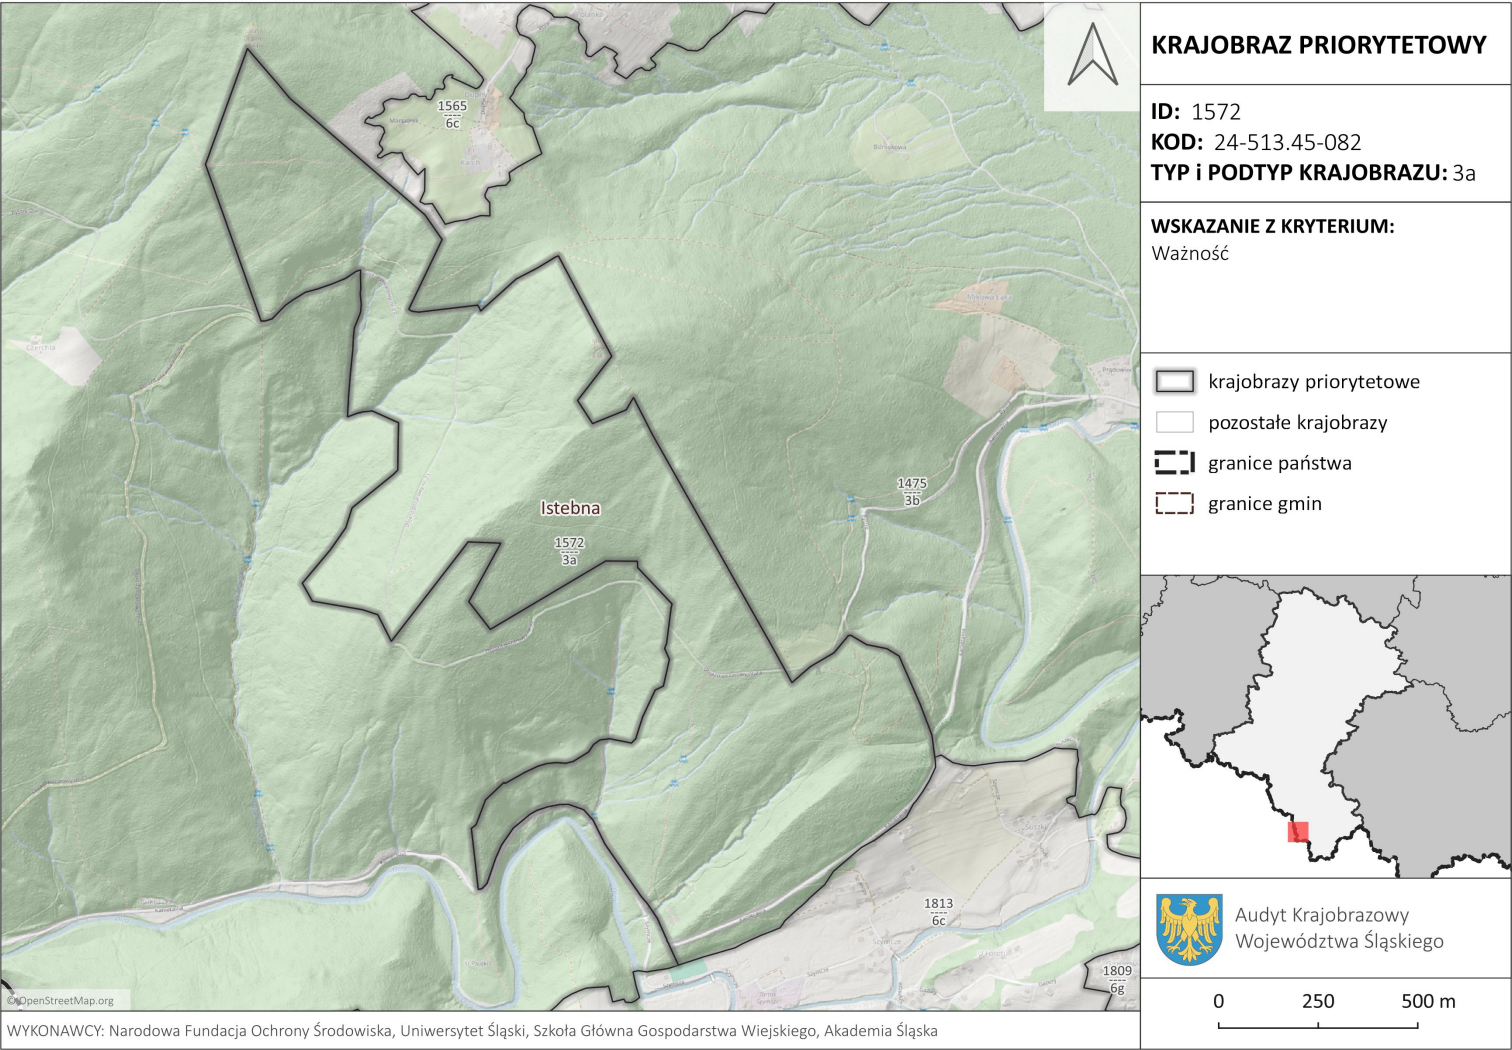 KRAJOBRAZ PRIORYTETOWY
ID: 1572
KOD: 24-513.45-082
TYP i PODTYP KRAJOBRAZU: 3a
WSKAZANIE Z KRYTERIUM:
Ważność
krajobrazy priorytetowe
pozostałe krajobrazy
granice państwa
granice gmin
Audyt Krajobrazowy
Województwa Śląskiego
0 250 500 m
1565
6c
1475
3b
Istebna
1572
3a
1813
6c
1809
6g
© OpenStreetMap.org
WYKONAWCY: Narodowa Fundacja Ochrony Środowiska, Uniwersytet Śląski, Szkoła Główna Gospodarstwa Wiejskiego, Akademia Śląska